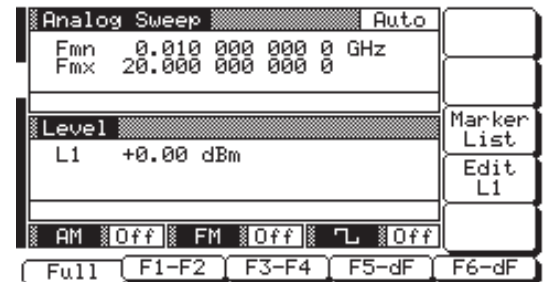 Analog Sweep Auto
Fmn 0.010 000 000 0 GHz
Fmx 20.000 000 000 0
Marker
List
Level
L1 +0.00 dBm
Edit
L1
AM Off FM Off Off
Full F1-F2 F3-F4 F5-dF F6-dF